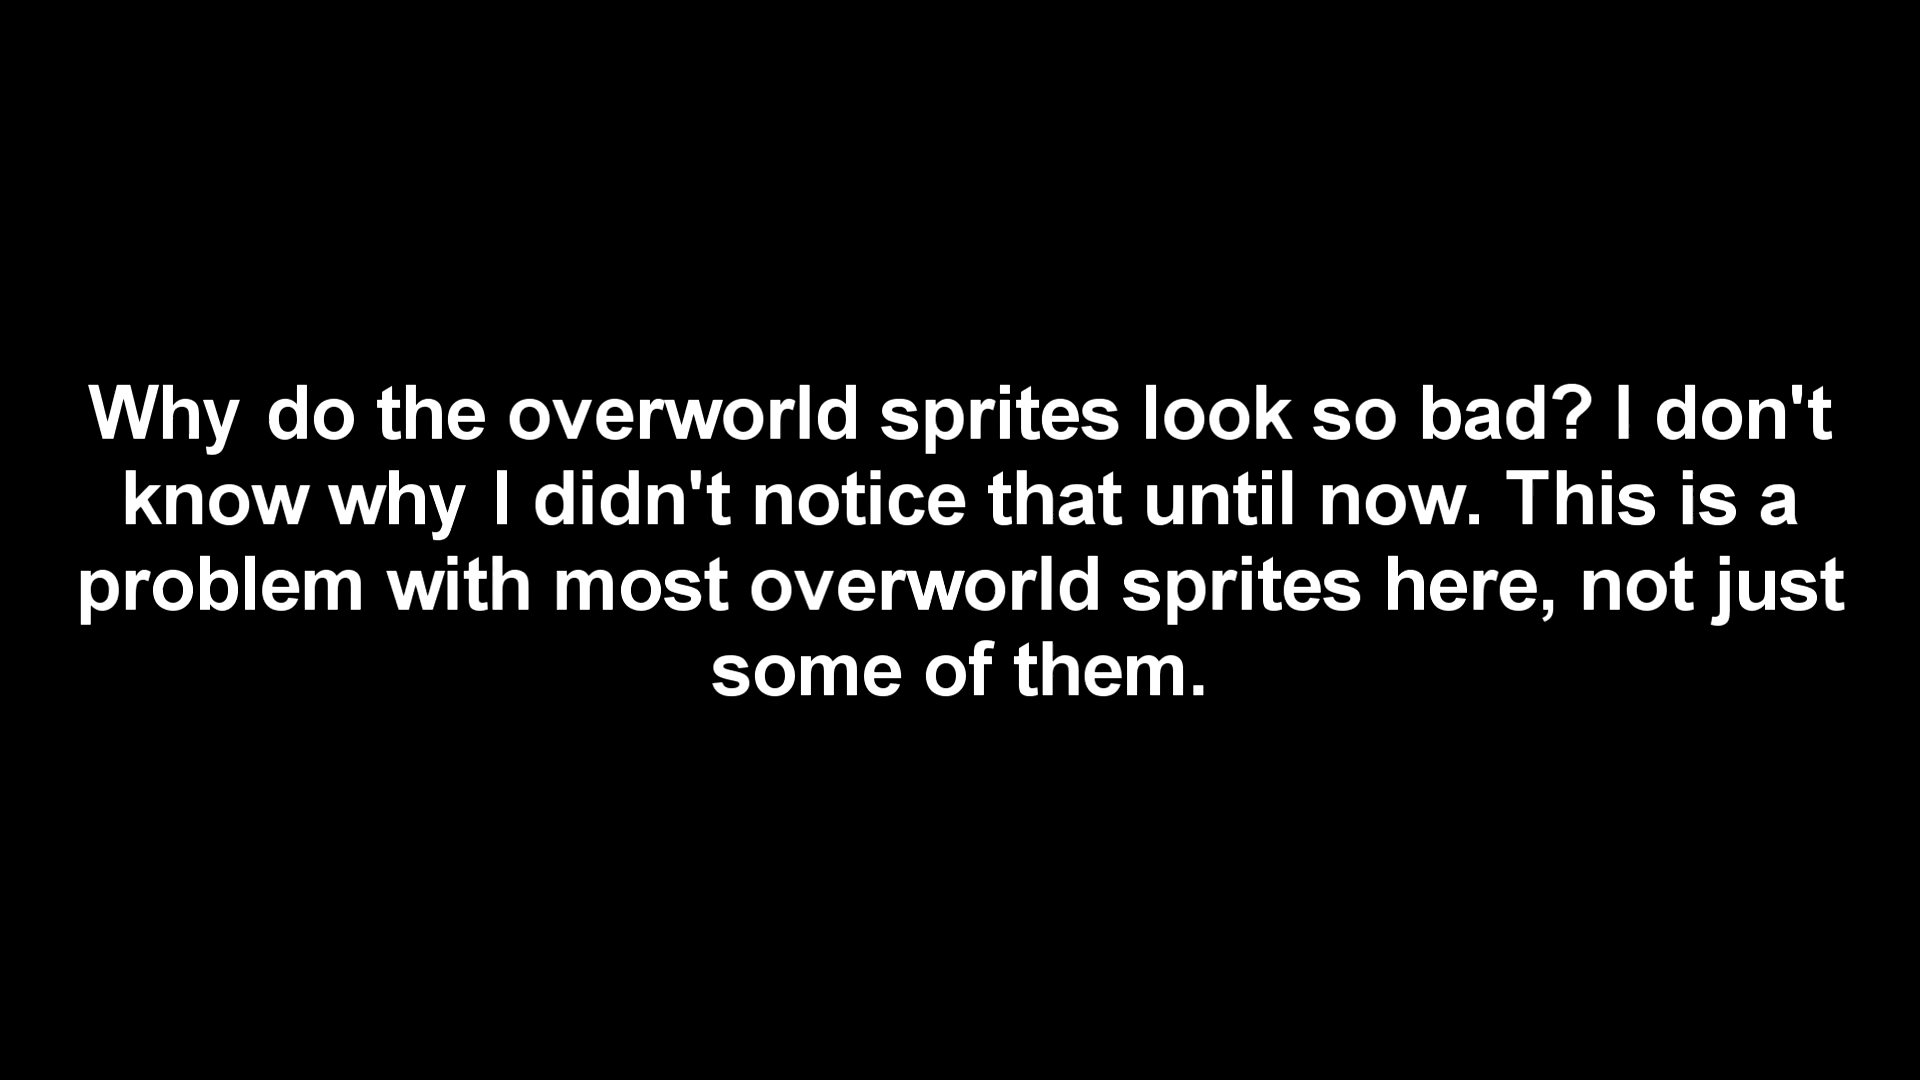 Why do the overworld sprites look so bad? I don't
know why I didn't notice that until now. This is a
problem with most overworld sprites here, not just
some of them.